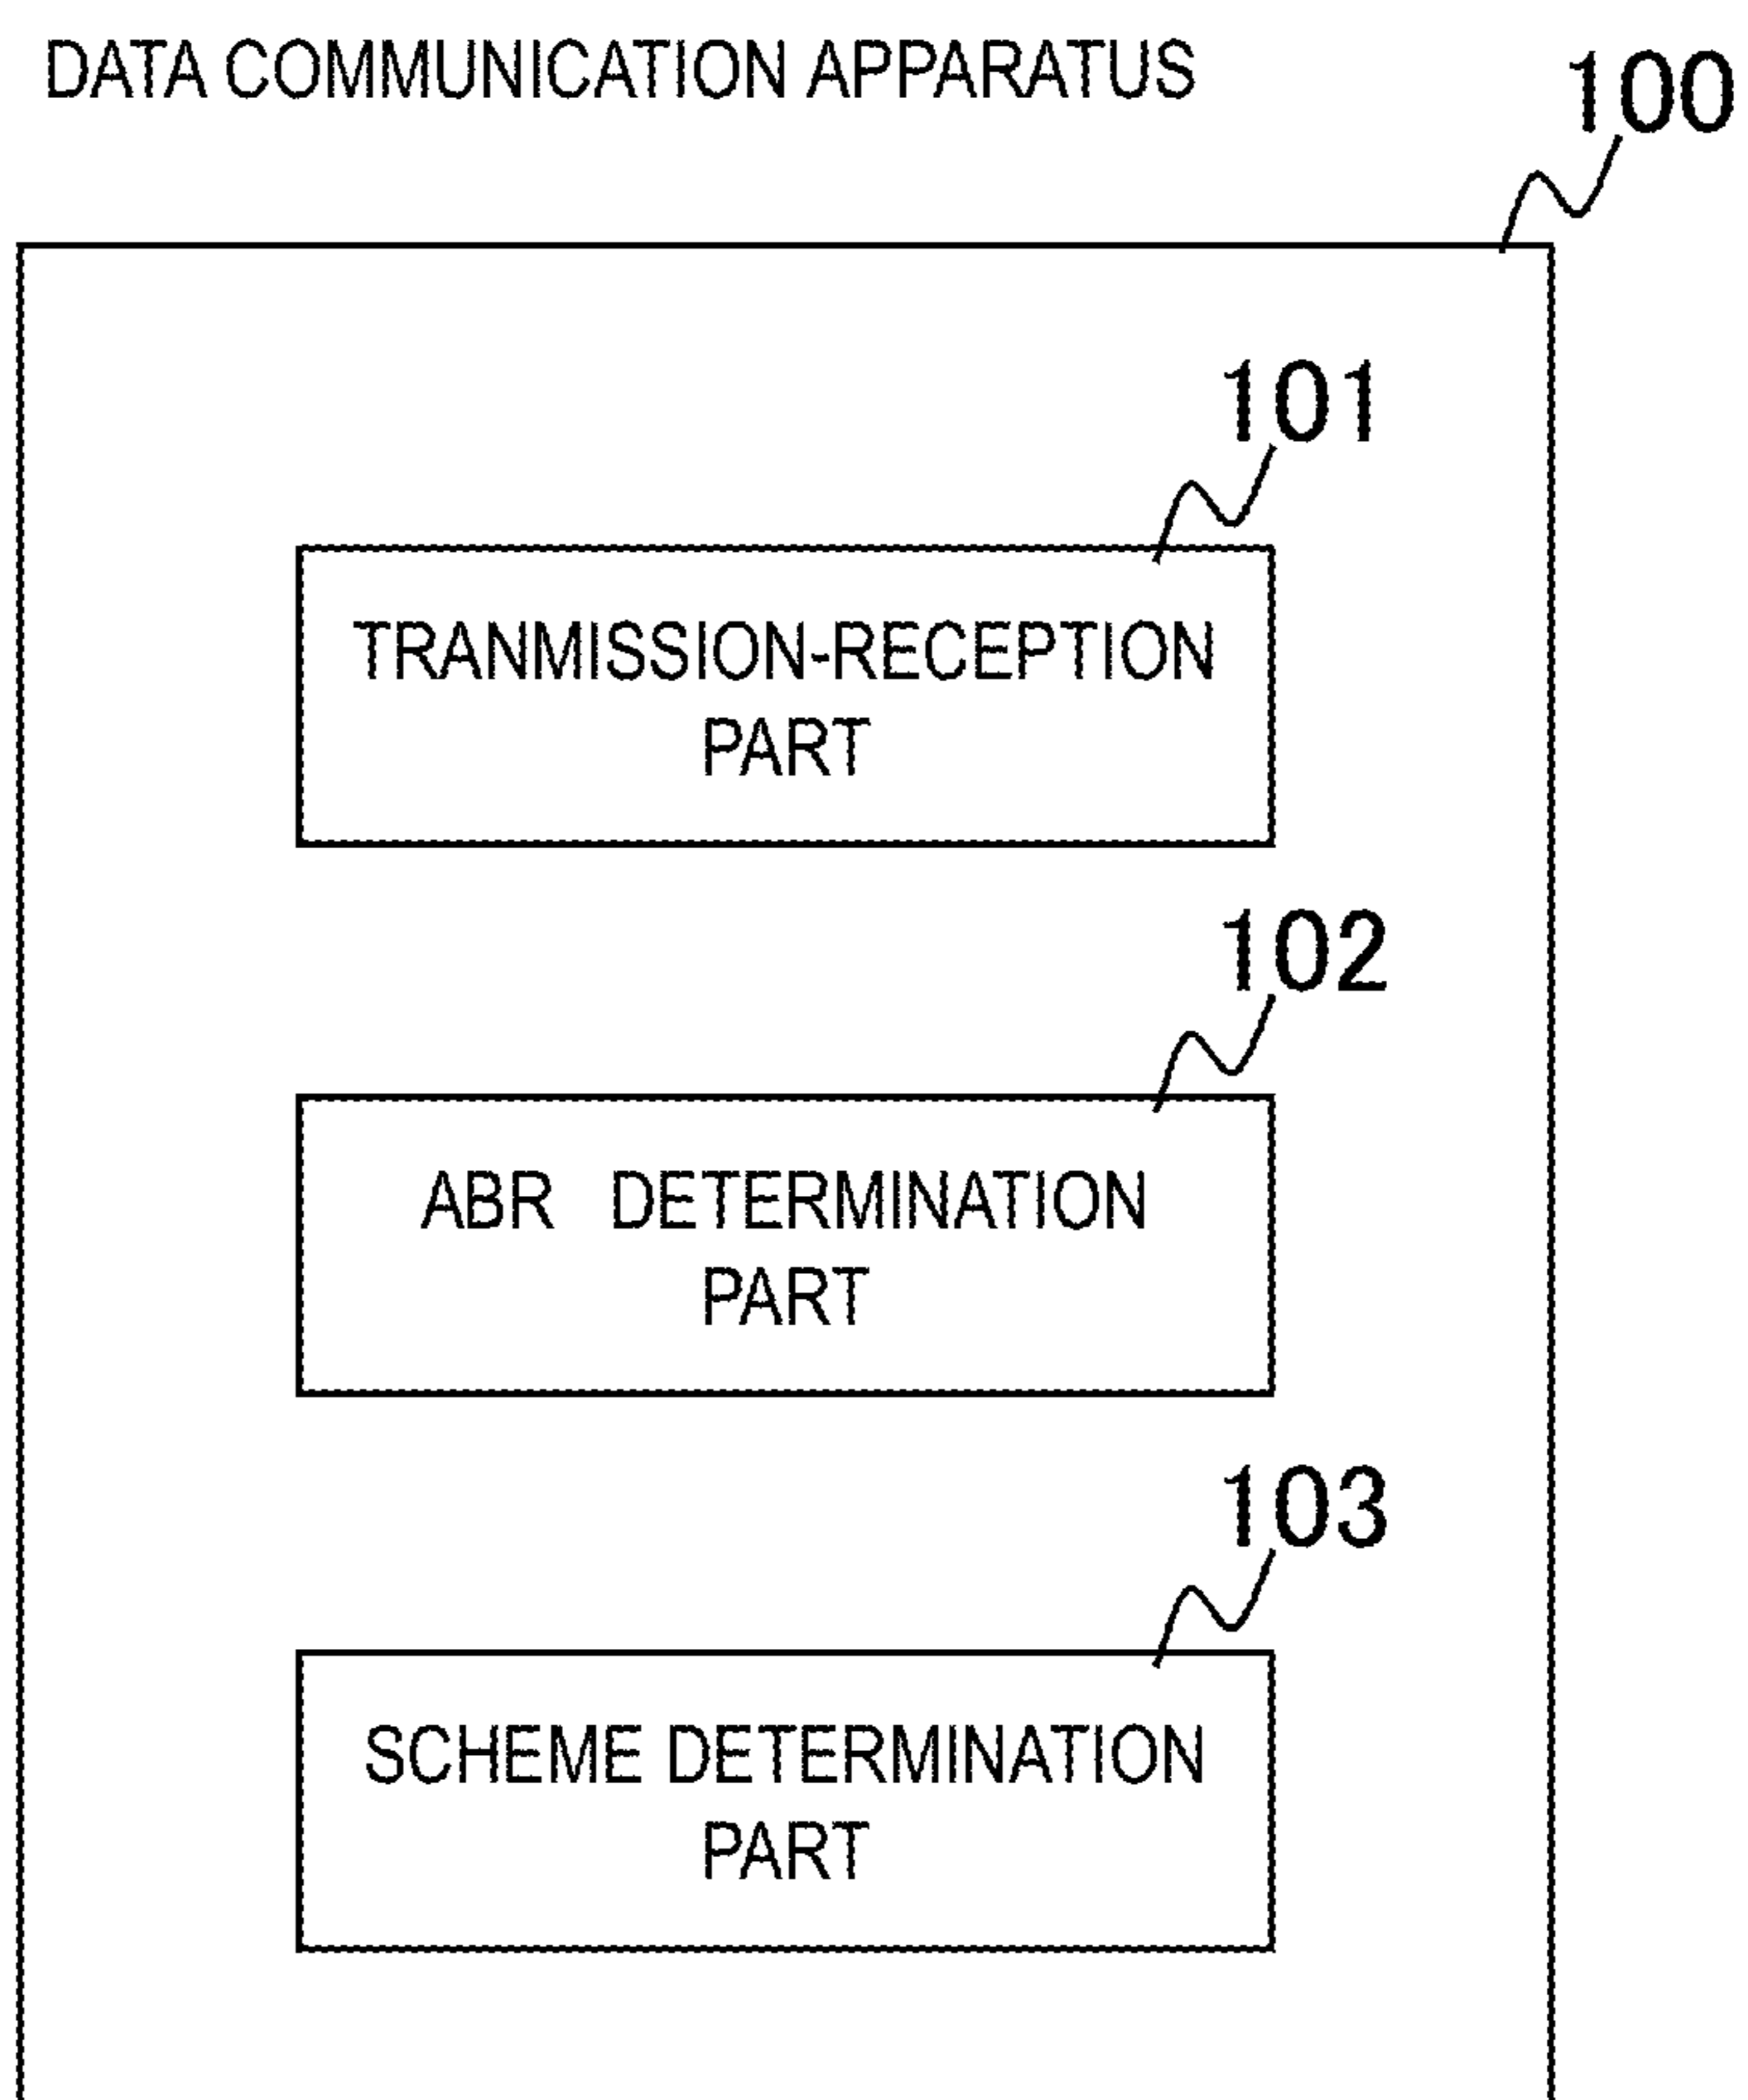 DATA COMMUNICATION APPARATUS
100
101
TRANMISSION-RECEPTION
PART
102
ABR DETERMINATION
PART
103
SCHEME DETERMINATION
PART